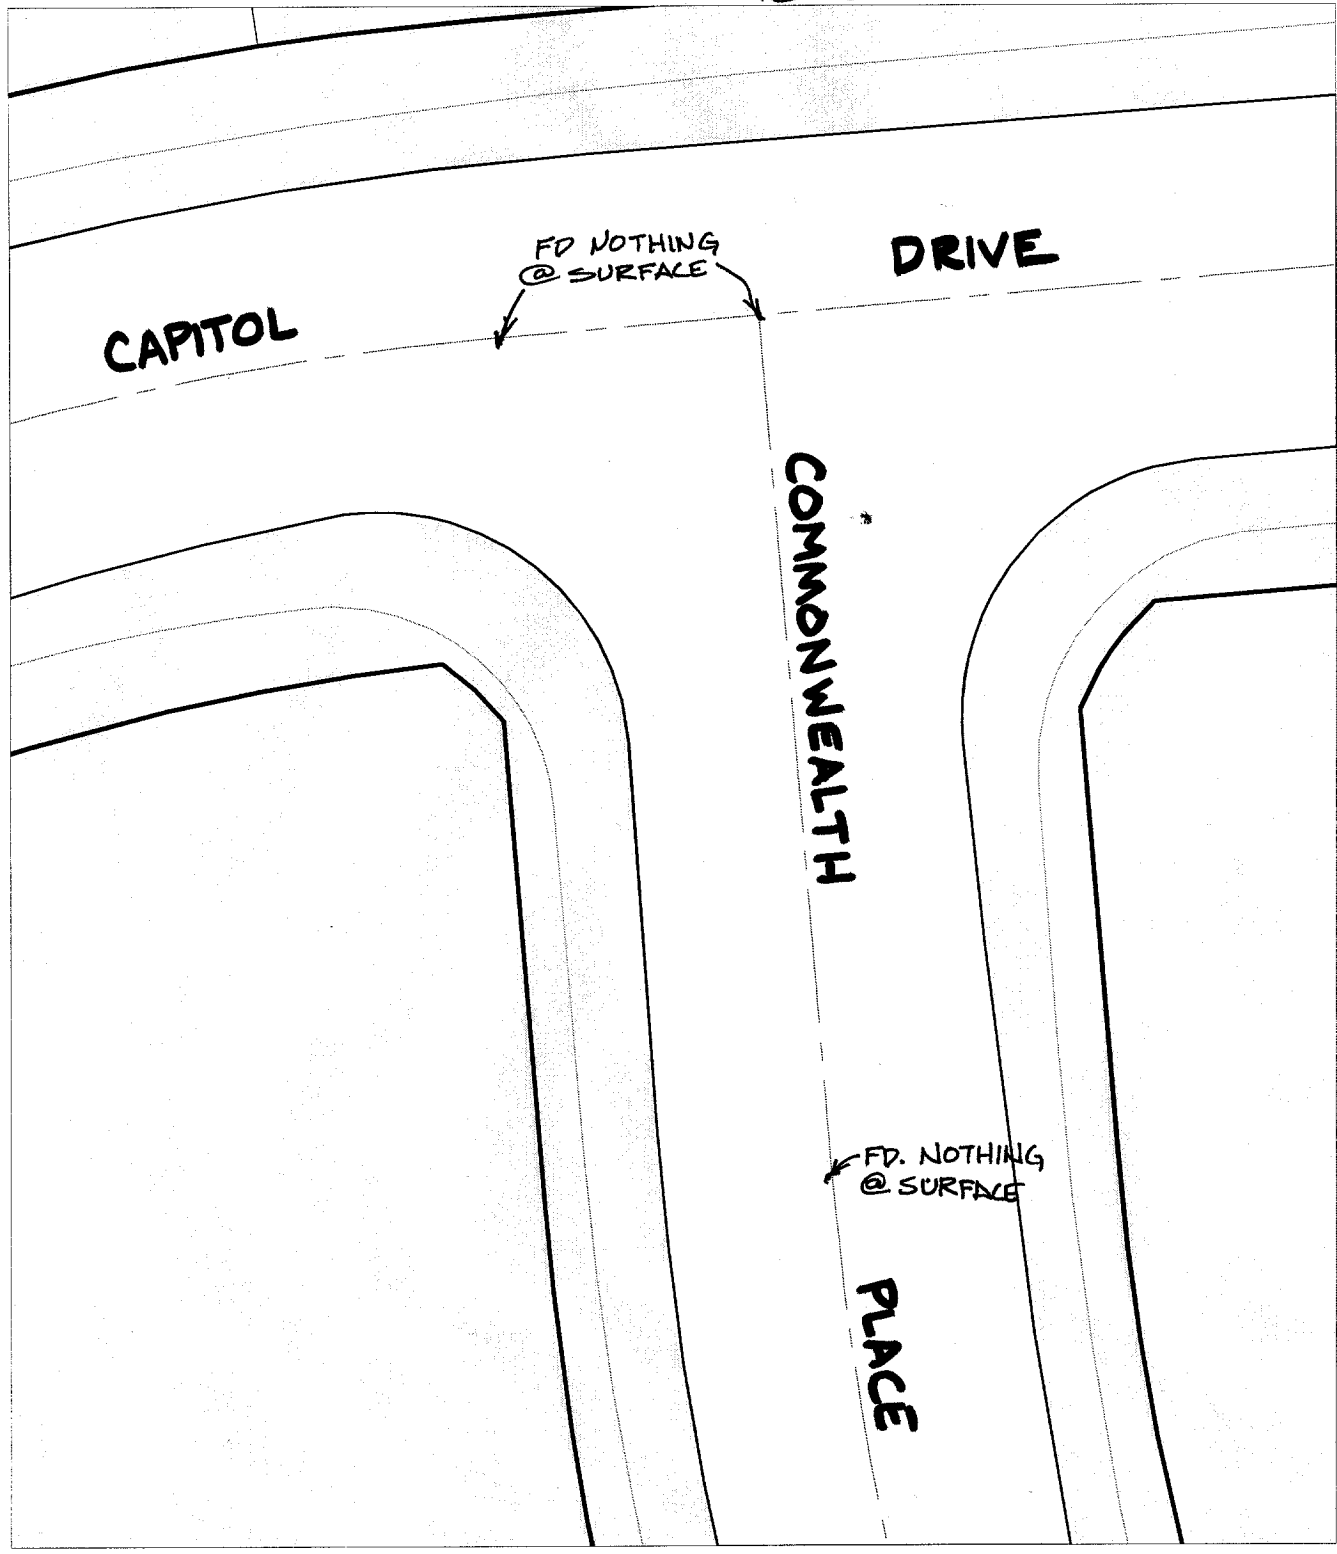 FD NOTHING
@ SURFACE
CAPITOL DRIVE
COMMONWEALTH PLACE
FD. NOTHING
@ SURFACE